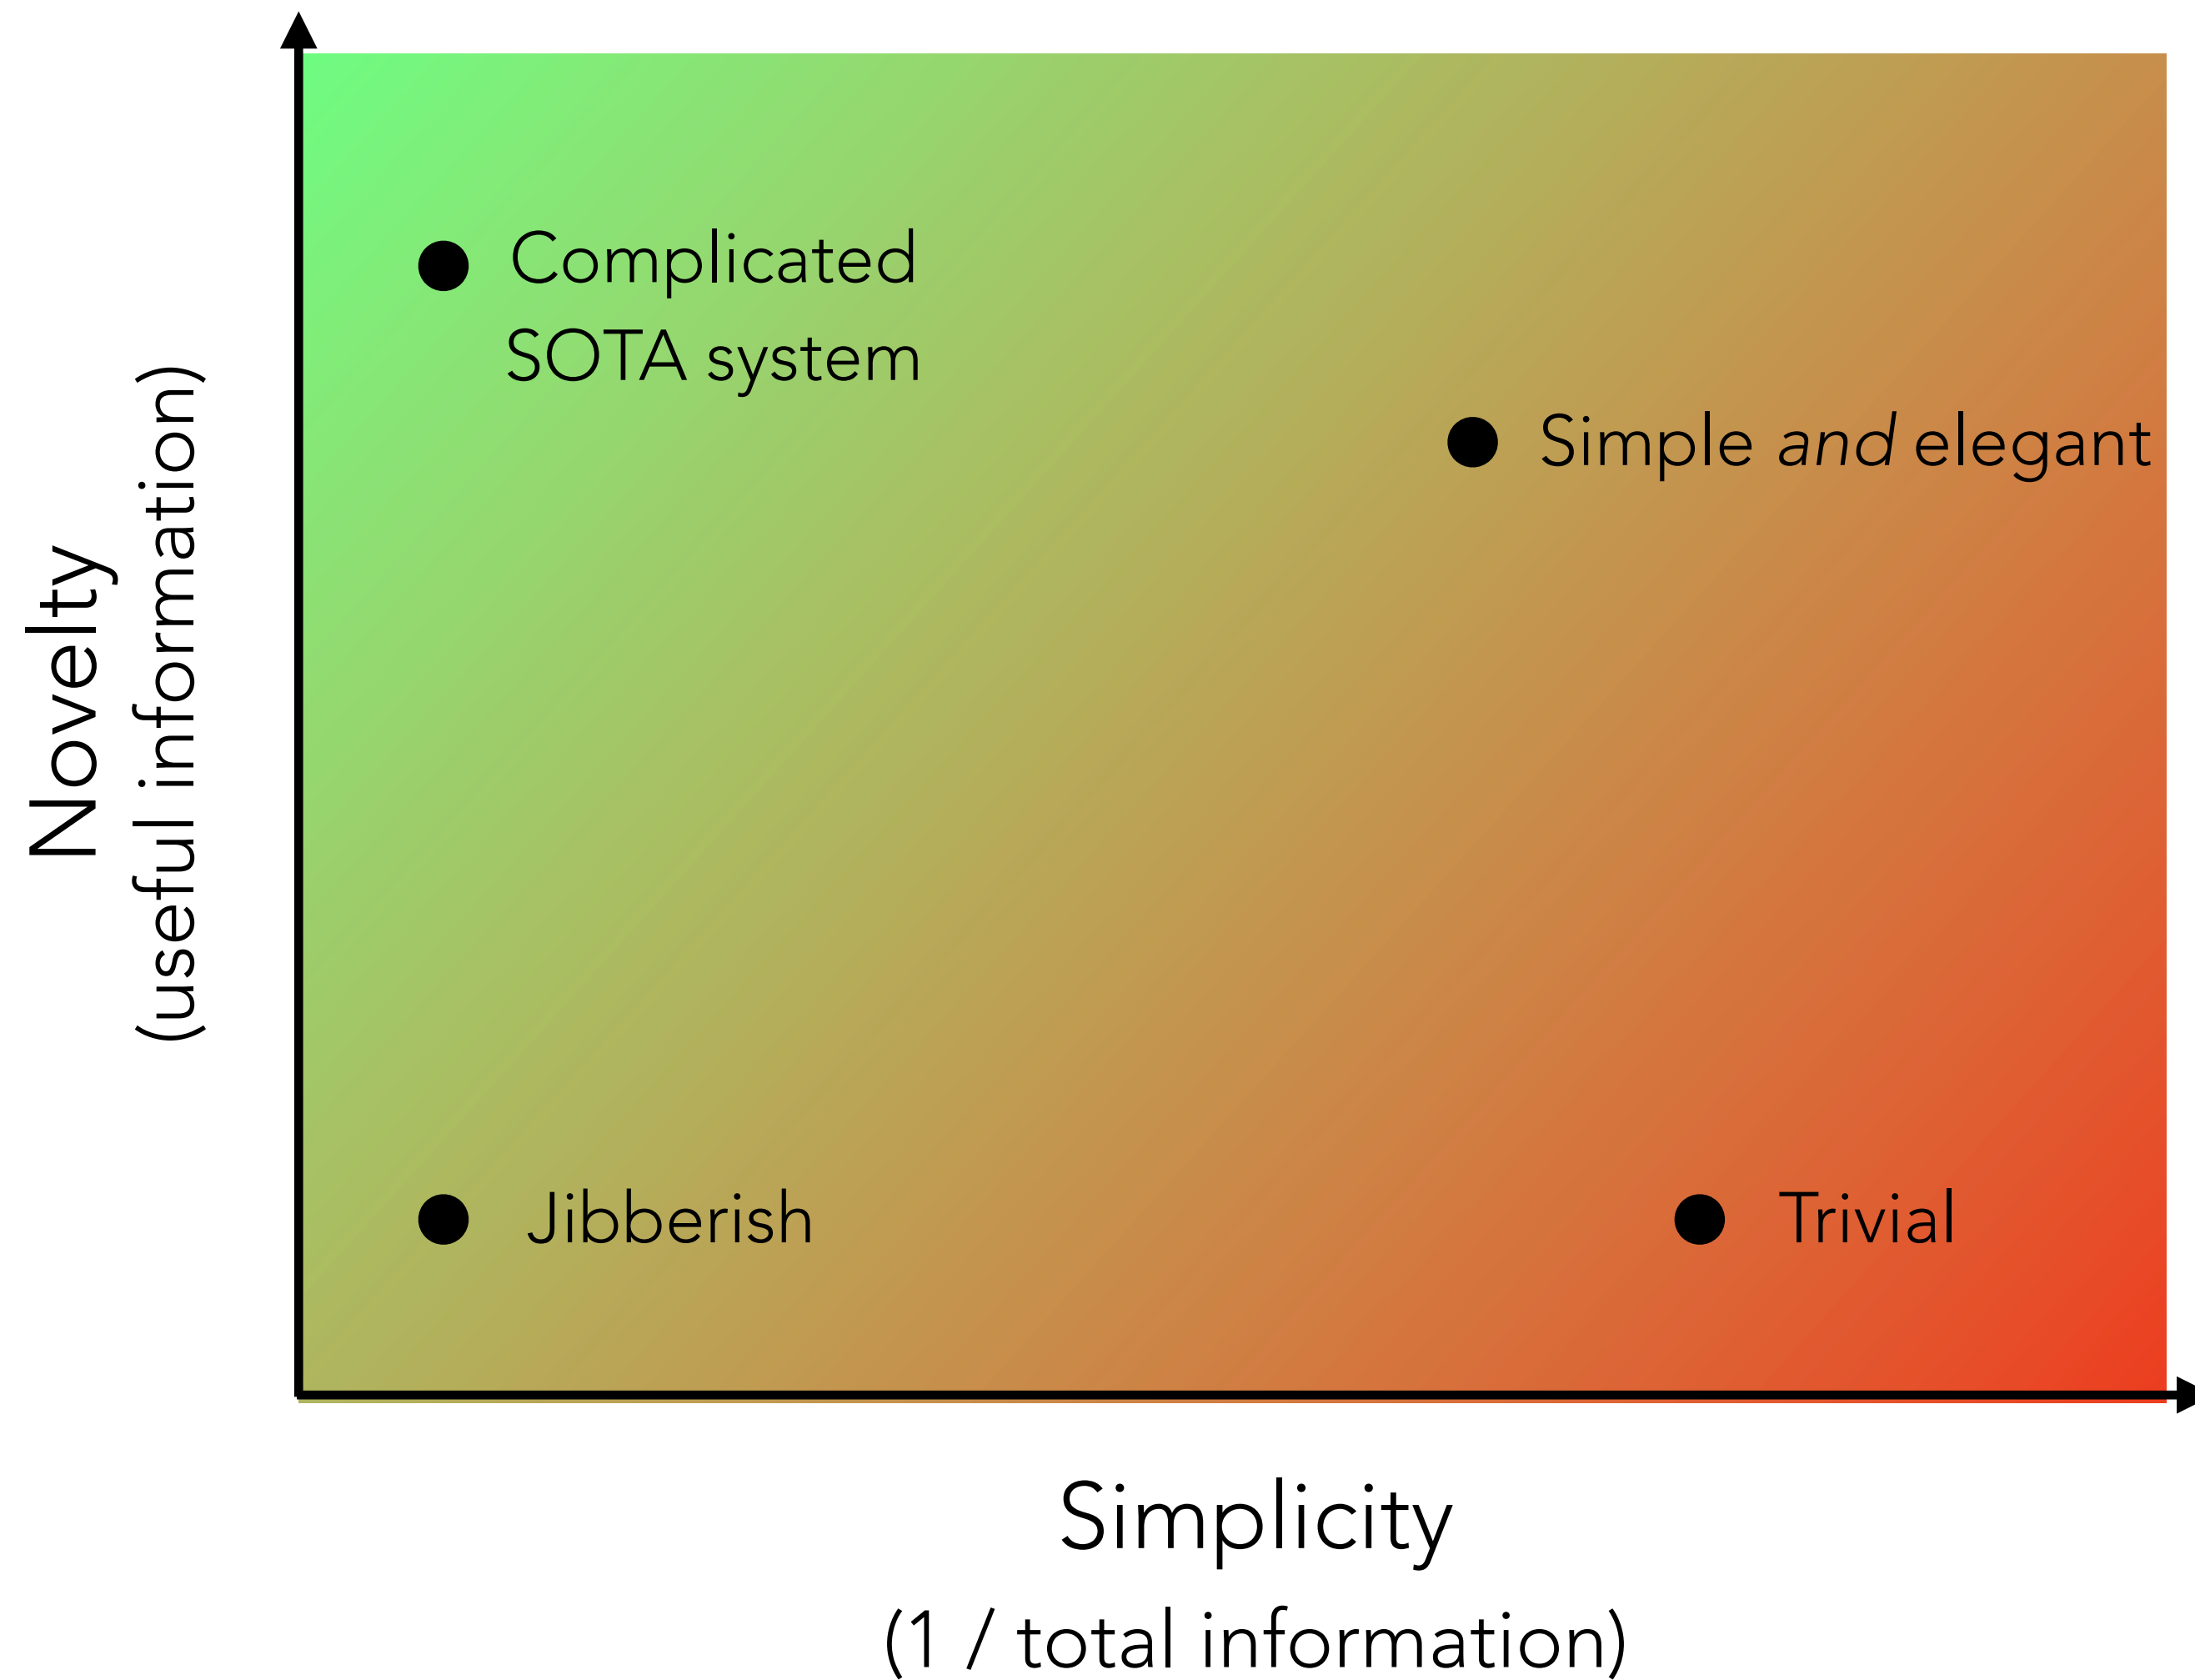 Novelty
(useful information)
Complicated
SOTA system
Simple and elegant
Jibberish
Trivial
Simplicity
(1 / total information)